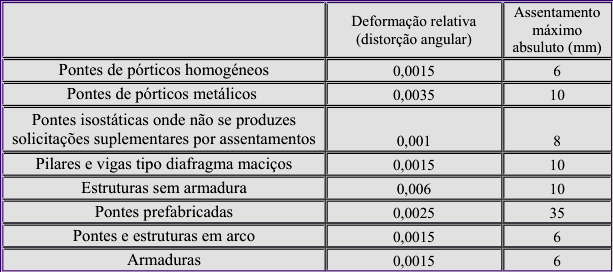 Deformação relativa (distorção angular)
Assentamento máximo absuluto (mm)
Pontes de pórticos homogéneos 0,0015 6
Pontes de pórticos metálicos 0,0035 10
Pontes isostáticas onde não se produzes
solicitações suplementares por assentamentos 0,001 8
Pilares e vigas tipo diafragma maciços 0,0015 10
Estruturas sem armadura 0,006 10
Pontes prefabricadas 0,0025 35
Pontes e estruturas em arco 0,0015 6
Armaduras 0,0015 6